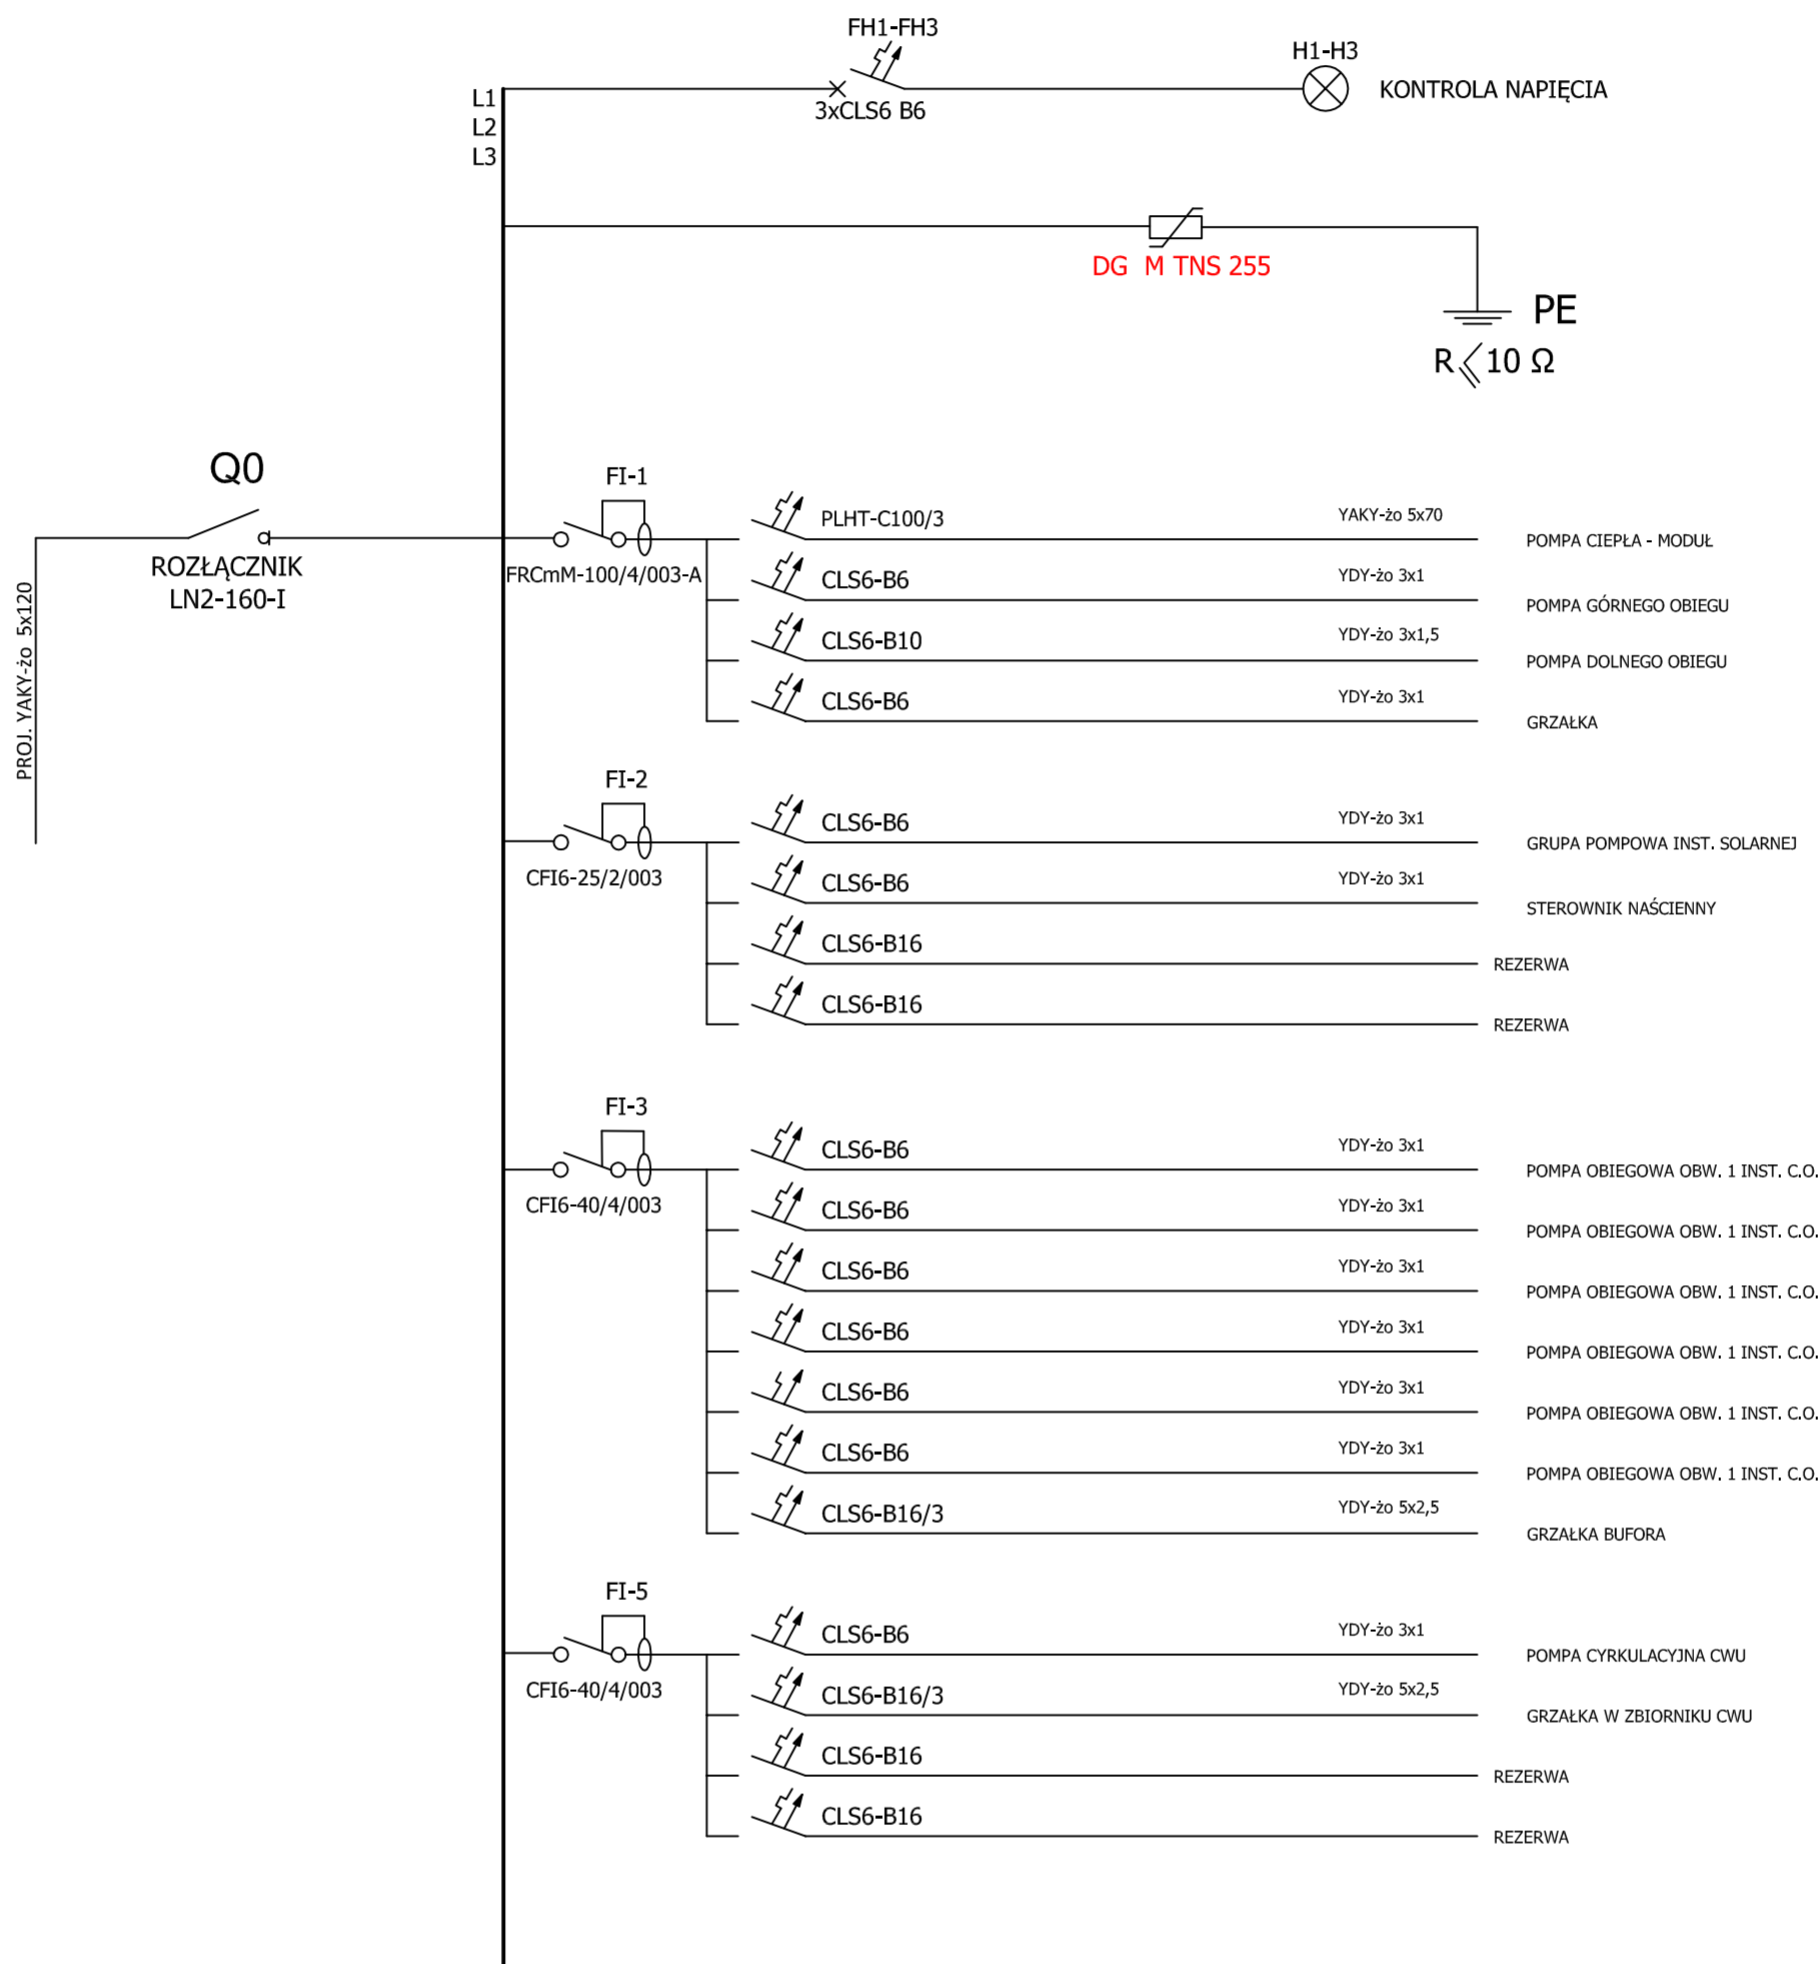 FH1-FH3
H1-H3
KONTROLA NAPIĘCIA
3xCLS6 B6
L1
L2
L3
DG M TNS 255
PE
R ⩽ 10 Ω
Q0
ROZŁĄCZNIK
LN2-160-I
PROJ. YAKY-żo 5x120
FI-1
FRCmM-100/4/003-A
PLHT-C100/3 YAKY-żo 5x70 POMPA CIEPŁA - MODUŁ
CLS6-B6 YDY-żo 3x1 POMPA GÓRNEGO OBIEGU
CLS6-B10 YDY-żo 3x1,5 POMPA DOLNEGO OBIEGU
CLS6-B6 YDY-żo 3x1 GRZAŁKA
FI-2
CFI6-25/2/003
CLS6-B6 YDY-żo 3x1 GRUPA POMPOWA INST. SOLARNEJ
CLS6-B6 YDY-żo 3x1 STEROWNIK NAŚCIENNY
CLS6-B16 REZERWA
CLS6-B16 REZERWA
FI-3
CFI6-40/4/003
CLS6-B6 YDY-żo 3x1 POMPA OBIEGOWA OBW. 1 INST. C.O.
CLS6-B6 YDY-żo 3x1 POMPA OBIEGOWA OBW. 1 INST. C.O.
CLS6-B6 YDY-żo 3x1 POMPA OBIEGOWA OBW. 1 INST. C.O.
CLS6-B6 YDY-żo 3x1 POMPA OBIEGOWA OBW. 1 INST. C.O.
CLS6-B6 YDY-żo 3x1 POMPA OBIEGOWA OBW. 1 INST. C.O.
CLS6-B6 YDY-żo 3x1 POMPA OBIEGOWA OBW. 1 INST. C.O.
CLS6-B16/3 YDY-żo 5x2,5 GRZAŁKA BUFORA
FI-5
CFI6-40/4/003
CLS6-B6 YDY-żo 3x1 POMPA CYRKULACYJNA CWU
CLS6-B16/3 YDY-żo 5x2,5 GRZAŁKA W ZBIORNIKU CWU
CLS6-B16 REZERWA
CLS6-B16 REZERWA